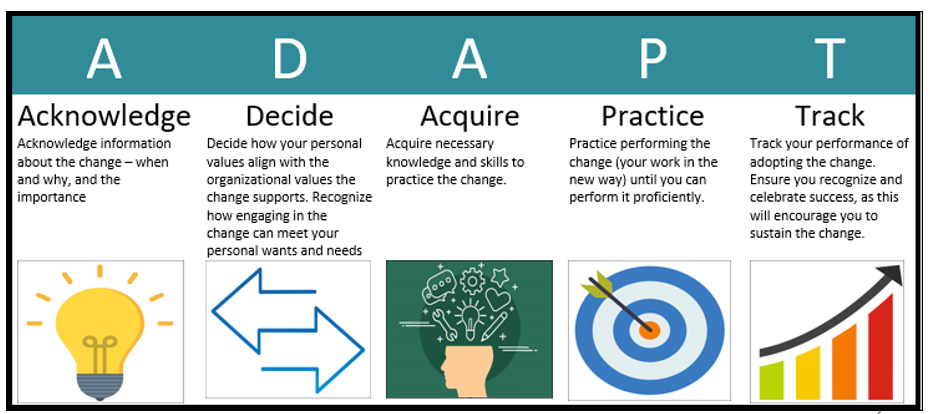 A D A P T
Acknowledge
Acknowledge information
about the change – when
and why, and the
importance
Decide
Decide how your personal
values align with the
organizational values the
change supports. Recognize
how engaging in the
change can meet your
personal wants and needs
Acquire
Acquire necessary
knowledge and skills to
practice the change.
Practice
Practice performing the
change (your work in the
new way) until you can
perform it proficiently.
Track
Track your performance of
adopting the change.
Ensure you recognize and
celebrate success, as this
will encourage you to
sustain the change.